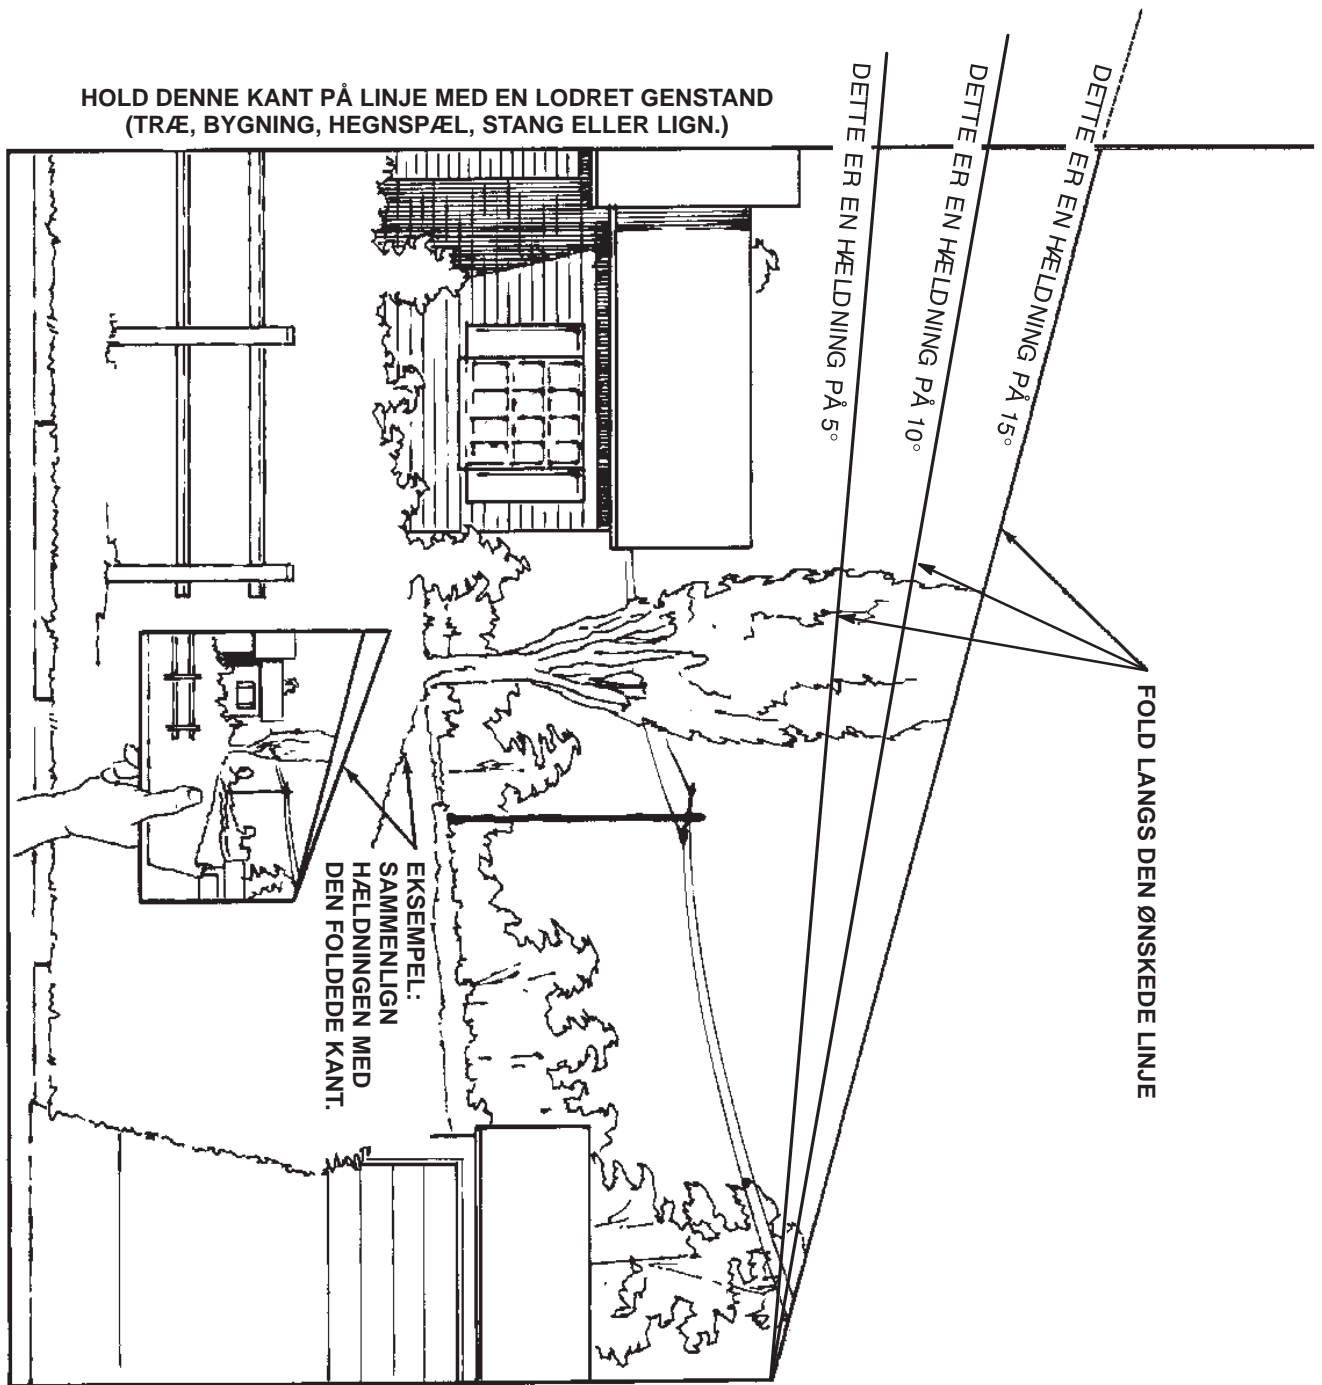 HOLD DENNE KANT PÅ LINJE MED EN LODRET GENSTAND
(TRÆ, BYGNING, HEGNSPÆL, STANG ELLER LIGN.)
DETTE ER EN HÆLDNING PÅ 5°
DETTE ER EN HÆLDNING PÅ 10°
DETTE ER EN HÆLDNING PÅ 15°
FOLD LANGS DEN ØNSKEDE LINJE
EKSEMPEL:
SAMMENLIGN
HÆLDNINGEN MED
DEN FOLDEDE KANT.